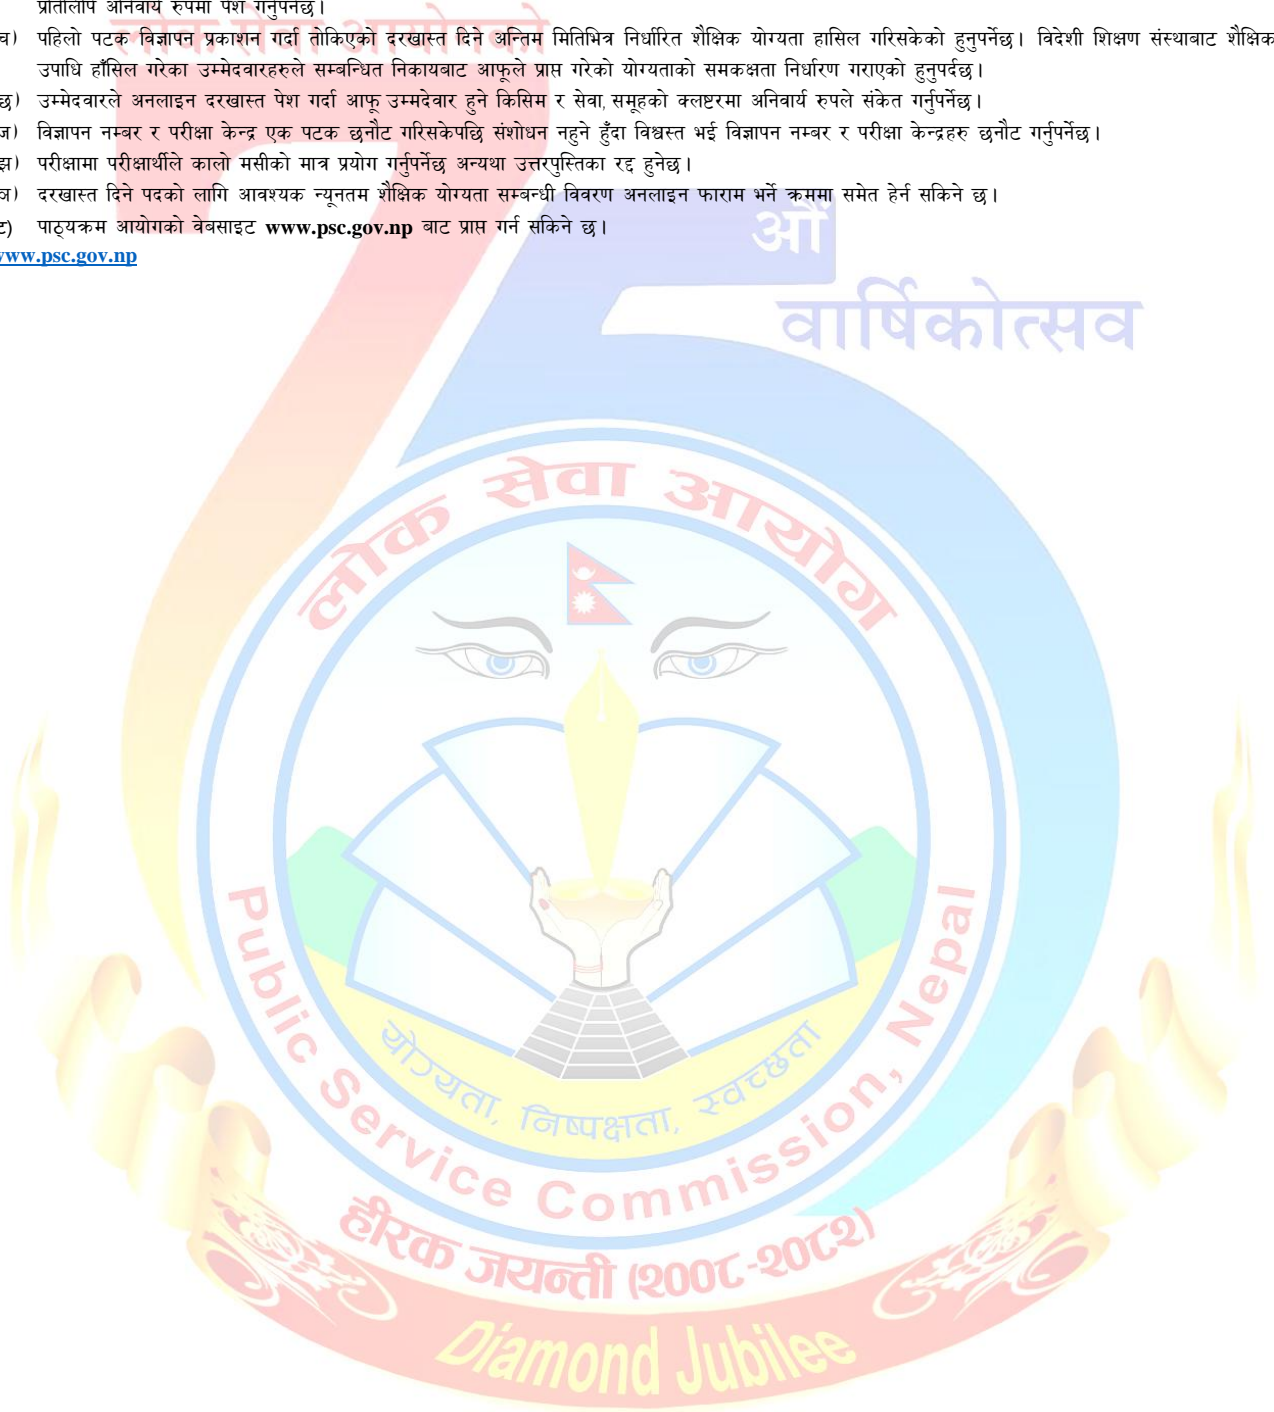 प्रतिलिपि अनिवार्य रुपमा पेश गर्नुपर्नेछ।
च) पहिलो पटक विज्ञापन प्रकाशन गर्दा तोकिएको दरखास्त दिने अन्तिम मितिभित्र निर्धारित शैक्षिक योग्यता हासिल गरिसकेको हुनुपर्नेछ। विदेशी शिक्षण संस्थाबाट शैक्षिक
उपाधि हाँसिल गरेका उम्मेदवारहरुले सम्बन्धित निकायबाट आफूले प्राप्त गरेको योग्यताको समकक्षता निर्धारण गराएको हुनुपर्दछ।
छ) उम्मेदवारले अनलाइन दरखास्त पेश गर्दा आफू उम्मदेवार हुने किसिम र सेवा, समूहको क्लष्टरमा अनिवार्य रुपले संकेत गर्नुपर्नेछ।
ज) विज्ञापन नम्बर र परीक्षा केन्द्र एक पटक छनौट गरिसकेपछि संशोधन नहुने हुँदा विश्वस्त भई विज्ञापन नम्बर र परीक्षा केन्द्रहरु छनौट गर्नुपर्नेछ।
झ) परीक्षामा परीक्षार्थीले कालो मसीको मात्र प्रयोग गर्नुपर्नेछ अन्यथा उत्तरपुस्तिका रद्द हुनेछ।
ञ) दरखास्त दिने पदको लागि आवश्यक न्यूनतम शैक्षिक योग्यता सम्बन्धी विवरण अनलाइन फाराम भर्ने क्रममा समेत हेर्न सकिने छ।
ट) पाठ्यक्रम आयोगको वेबसाइट www.psc.gov.np बाट प्राप्त गर्न सकिने छ।
www.psc.gov.np
लोक सेवा आयोगको
75
औं
वार्षिकोत्सव
लोक सेवा आयोग
योग्यता, निष्पक्षता, स्वच्छता
Public Service Commission, Nepal
हीरक जयन्ती (२००८-२०८२)
Diamond Jubilee